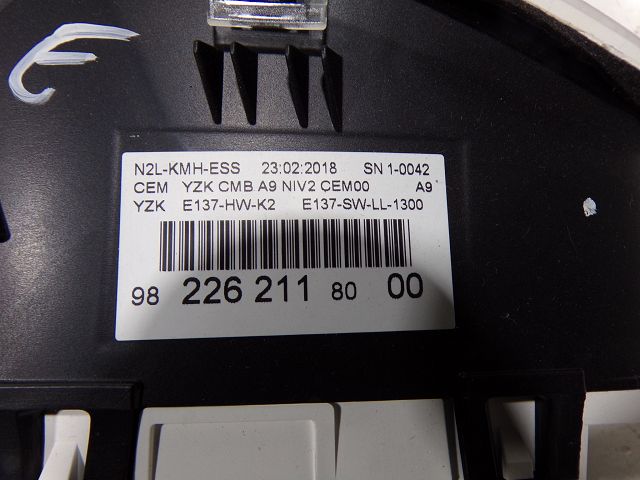 N2L-KMH-ESS 23:02:2018 SN 1-0042
CEM YZK CMB A9 NIV2 CEM00 A9
YZK E137-HW-K2 E137-SW-LL-1300
98 226 211 80 00